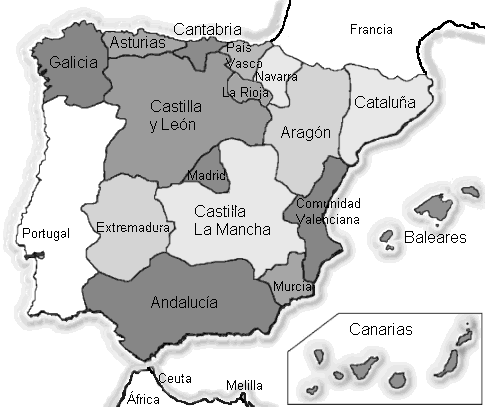 Cantabria
Francia
Asturias
Galicia
País
Vasco
Navarra
La Rioja
Cataluña
Castilla
y León
Aragón
Madrid
Comunidad
Valenciana
Castilla
La Mancha
Extremadura
Portugal
Baleares
Murcia
Andalucía
Canarias
Ceuta
Melilla
África